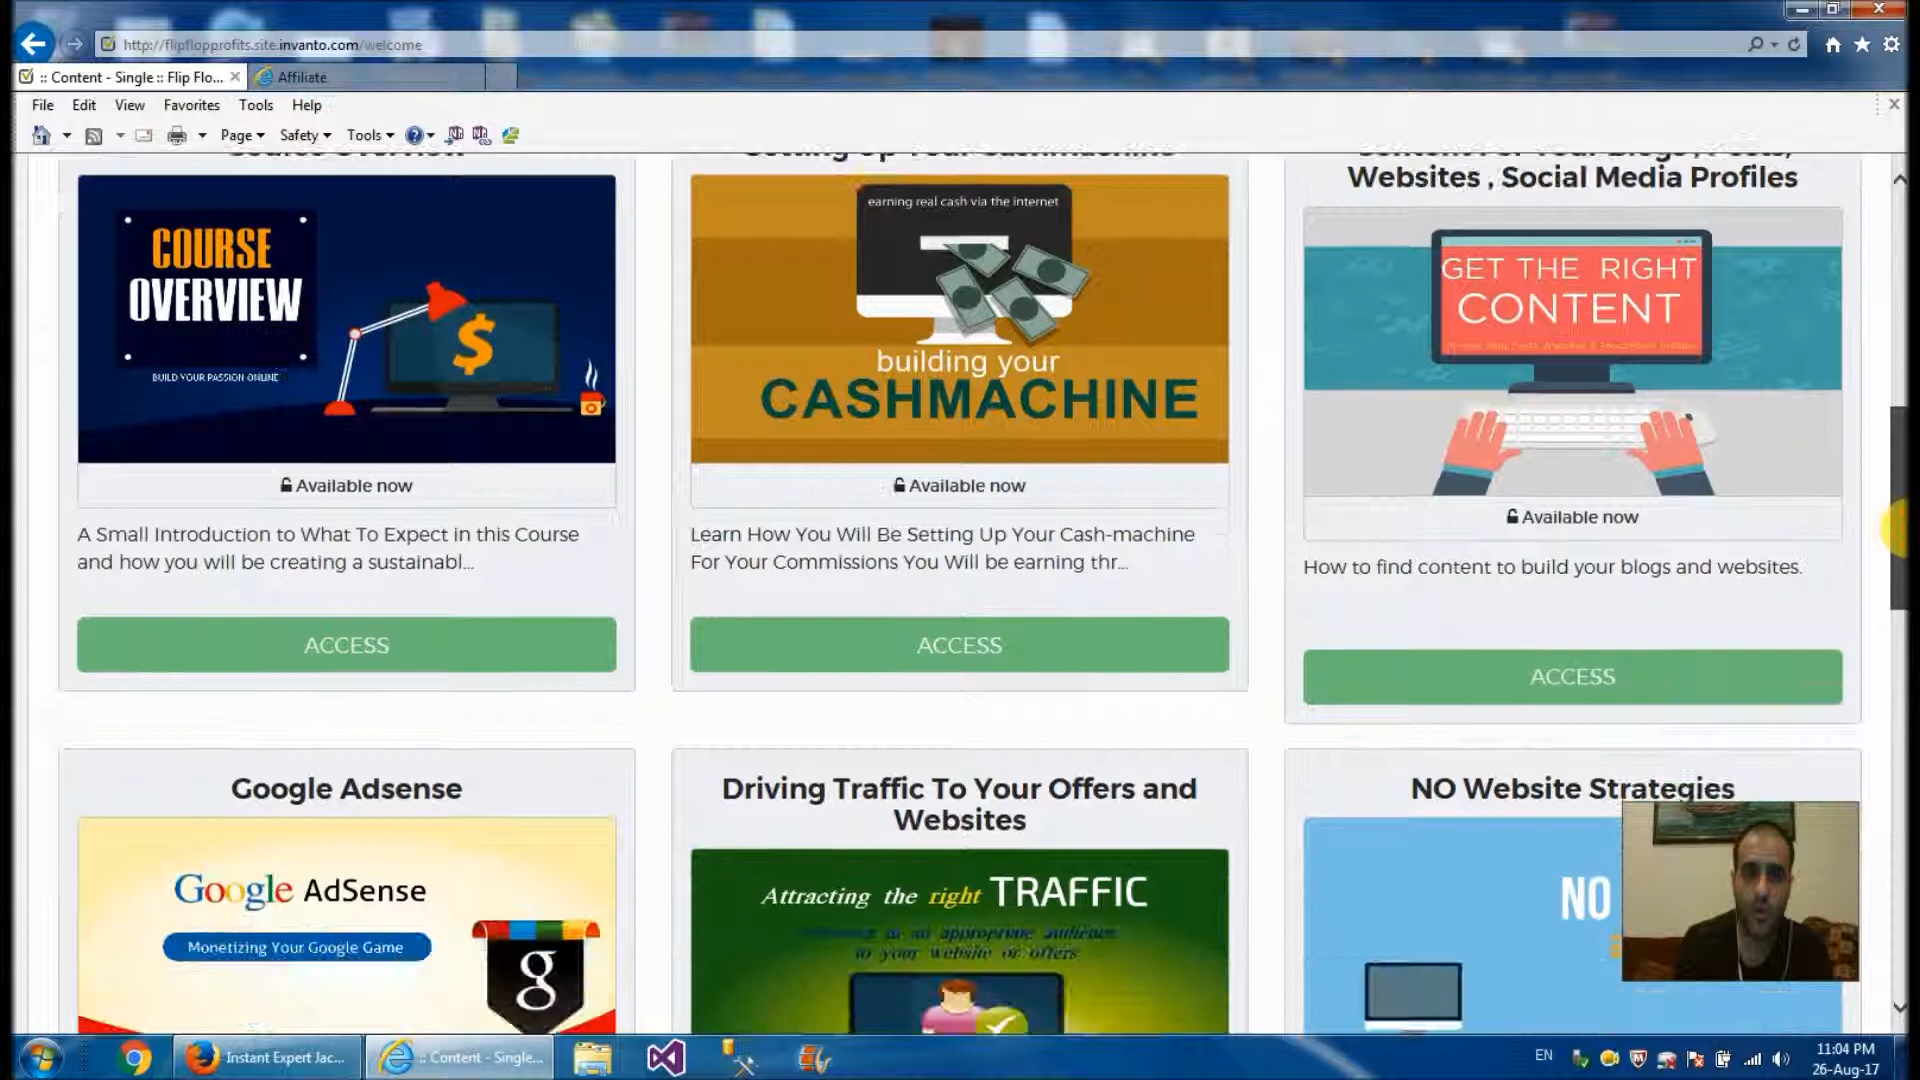 http://flipflopprofits.site.invanto.com/welcome
:: Content - Single :: Flip Flo...
Affiliate
File Edit View Favorites Tools Help
Page Safety Tools
Websites , Social Media Profiles
COURSE
OVERVIEW
BUILD YOUR PASSION ONLINE
earning real cash via the internet
building your
CASHMACHINE
GET THE RIGHT
CONTENT
Available now
Available now
Available now
A Small Introduction to What To Expect in this Course
and how you will be creating a sustainabl...
Learn How You Will Be Setting Up Your Cash-machine
For Your Commissions You Will be earning thr...
How to find content to build your blogs and websites.
ACCESS
ACCESS
ACCESS
Google Adsense
Driving Traffic To Your Offers and
Websites
NO Website Strategies
Google AdSense
Monetizing Your Google Game
g
Attracting the right TRAFFIC
to your website or offers
NO
Instant Expert Jac...
:: Content - Single...
EN
11:04 PM
26-Aug-17